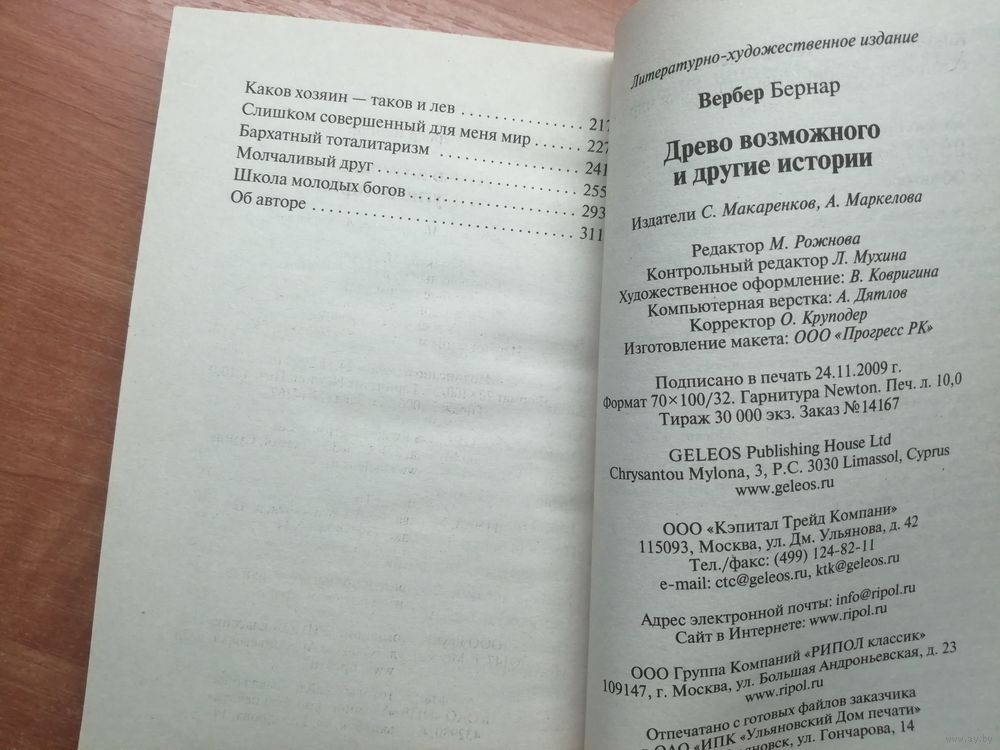 Каков хозяин — таков и лев . . . . . . . . . . . . . . . 217
Слишком совершенный для меня мир . . . . . . 227
Бархатный тоталитаризм . . . . . . . . . . . . . . . . . 241
Молчаливый друг . . . . . . . . . . . . . . . . . . . . . . . . 255
Школа молодых богов . . . . . . . . . . . . . . . . . . . . 293
Об авторе . . . . . . . . . . . . . . . . . . . . . . . . . . . . . . 311
Литературно-художественное издание
Вербер Бернар
Древо возможного
и другие истории
Издатели С. Макаренков, А. Маркелова
Редактор М. Рожнова
Контрольный редактор Л. Мухина
Художественное оформление: В. Ковригина
Компьютерная верстка: А. Дятлов
Корректор О. Круподер
Изготовление макета: ООО «Прогресс РК»
Подписано в печать 24.11.2009 г.
Формат 70×100/32. Гарнитура Newton. Печ. л. 10,0
Тираж 30 000 экз. Заказ №14167
GELEOS Publishing House Ltd
Chrysantou Mylona, 3, P.C. 3030 Limassol, Cyprus
www.geleos.ru
ООО «Кэпитал Трейд Компани»
115093, Москва, ул. Дм. Ульянова, д. 42
Тел./факс: (499) 124-82-11
e-mail: ctc@geleos.ru, ktk@geleos.ru
Адрес электронной почты: info@ripol.ru
Сайт в Интернете: www.ripol.ru
ООО Группа Компаний «РИПОЛ классик»
109147, г. Москва, ул. Большая Андроньевская, д. 23
www.ripol.ru
Отпечатано с готовых файлов заказчика
ОАО «ИПК "Ульяновский Дом печати"
ул. Гончарова, 14
www.ay.by